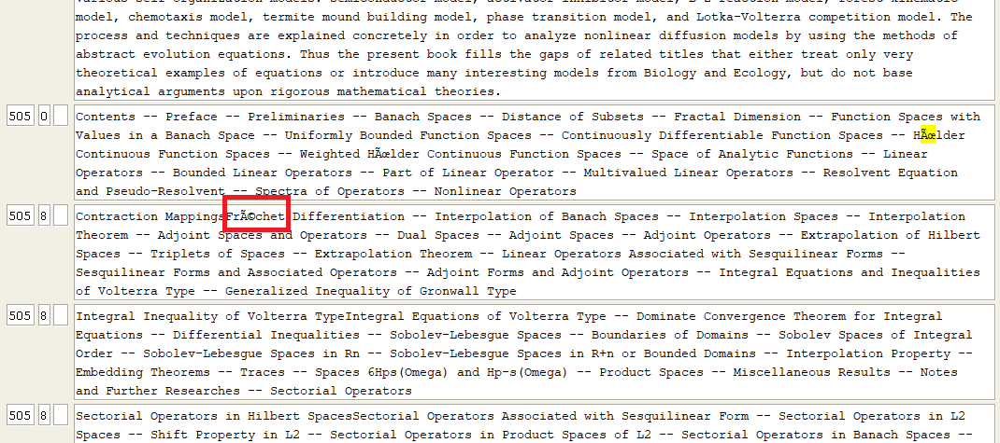 model, chemotaxis model, termite mound building model, phase transition model, and Lotka-Volterra competition model. The
process and techniques are explained concretely in order to analyze nonlinear diffusion models by using the methods of
abstract evolution equations. Thus the present book fills the gaps of related titles that either treat only very
theoretical examples of equations or introduce many interesting models from Biology and Ecology, but do not base
analytical arguments upon rigorous mathematical theories.
505 0 Contents -- Preface -- Preliminaries -- Banach Spaces -- Distance of Subsets -- Fractal Dimension -- Function Spaces with
Values in a Banach Space -- Uniformly Bounded Function Spaces -- Continuously Differentiable Function Spaces -- HÃœlder
Continuous Function Spaces -- Weighted HÃœlder Continuous Function Spaces -- Space of Analytic Functions -- Linear
Operators -- Bounded Linear Operators -- Part of Linear Operator -- Multivalued Linear Operators -- Resolvent Equation
and Pseudo-Resolvent -- Spectra of Operators -- Nonlinear Operators
505 8 Contraction MappingsFrÃ©chet Differentiation -- Interpolation of Banach Spaces -- Interpolation Spaces -- Interpolation
Theorem -- Adjoint Spaces and Operators -- Dual Spaces -- Adjoint Spaces -- Adjoint Operators -- Extrapolation of Hilbert
Spaces -- Triplets of Spaces -- Extrapolation Theorem -- Linear Operators Associated with Sesquilinear Forms --
Sesquilinear Forms and Associated Operators -- Adjoint Forms and Adjoint Operators -- Integral Equations and Inequalities
of Volterra Type -- Generalized Inequality of Gronwall Type
505 8 Integral Inequality of Volterra TypeIntegral Equations of Volterra Type -- Dominate Convergence Theorem for Integral
Equations -- Differential Inequalities -- Sobolev-Lebesgue Spaces -- Boundaries of Domains -- Sobolev Spaces of Integral
Order -- Sobolev-Lebesgue Spaces in Rn -- Sobolev-Lebesgue Spaces in R+n or Bounded Domains -- Interpolation Property --
Embedding Theorems -- Traces -- Spaces 6Hps(Omega) and Hp-s(Omega) -- Product Spaces -- Miscellaneous Results -- Notes
and Further Researches -- Sectorial Operators
505 8 Sectorial Operators in Hilbert SpacesSectorial Operators Associated with Sesquilinear Form -- Sectorial Operators in L2
Spaces -- Shift Property in L2 -- Sectorial Operators in Product Spaces of L2 -- Sectorial Operators in Banach Spaces --